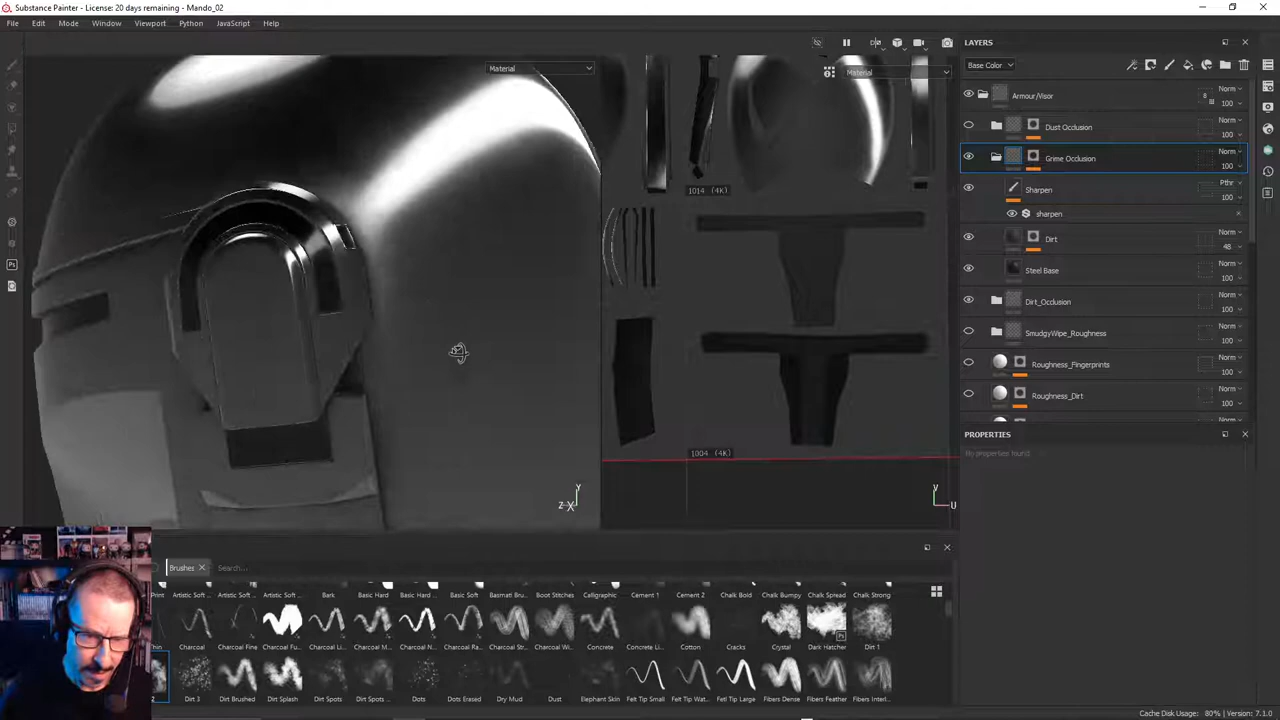 Substance Painter - License: 20 days remaining - Mando_02
File Edit Mode Window Viewport Python JavaScript Help
Material
Material
LAYERS
Base Color
Armour/Visor 8 Norm 100
Dust Occlusion Norm 100
Grime Occlusion Norm 100
Sharpen Pthr 100
sharpen
Dirt Norm 48
Steel Base Norm 100
Dirt_Occlusion Norm 100
SmudgyWipe_Roughness Norm 100
Roughness_Fingerprints Norm 100
Roughness_Dirt Norm 100
Norm
PROPERTIES
No properties found
1014 (4K)
1004 (4K)
Y
Z X
V
U
Brushes Search...
Print Artistic Soft... Artistic Soft... Bark Basic Hard Basic Hard ... Basic Soft Basmati Bru... Boot Stitches Calligraphic Cement 1 Cement 2 Chalk Bold Chalk Bumpy Chalk Spread Chalk Strong
Thin Charcoal Charcoal Fine Charcoal Fu... Charcoal Li... Charcoal M... Charcoal N... Charcoal Ra... Charcoal Str... Charcoal Wi... Concrete Concrete Li... Cotton Cracks Crystal Dark Hatcher Dirt 1
2 Dirt 3 Dirt Brushed Dirt Splash Dirt Spots Dirt Spots ... Dots Dots Erased Dry Mud Dust Elephant Skin Felt Tip Small Felt Tip Wat... Felt Tip Large Fibers Dense Fibers Feather Fibers Interl...
Ps
Ps
Cache Disk Usage: 80% | Version: 7.1.0